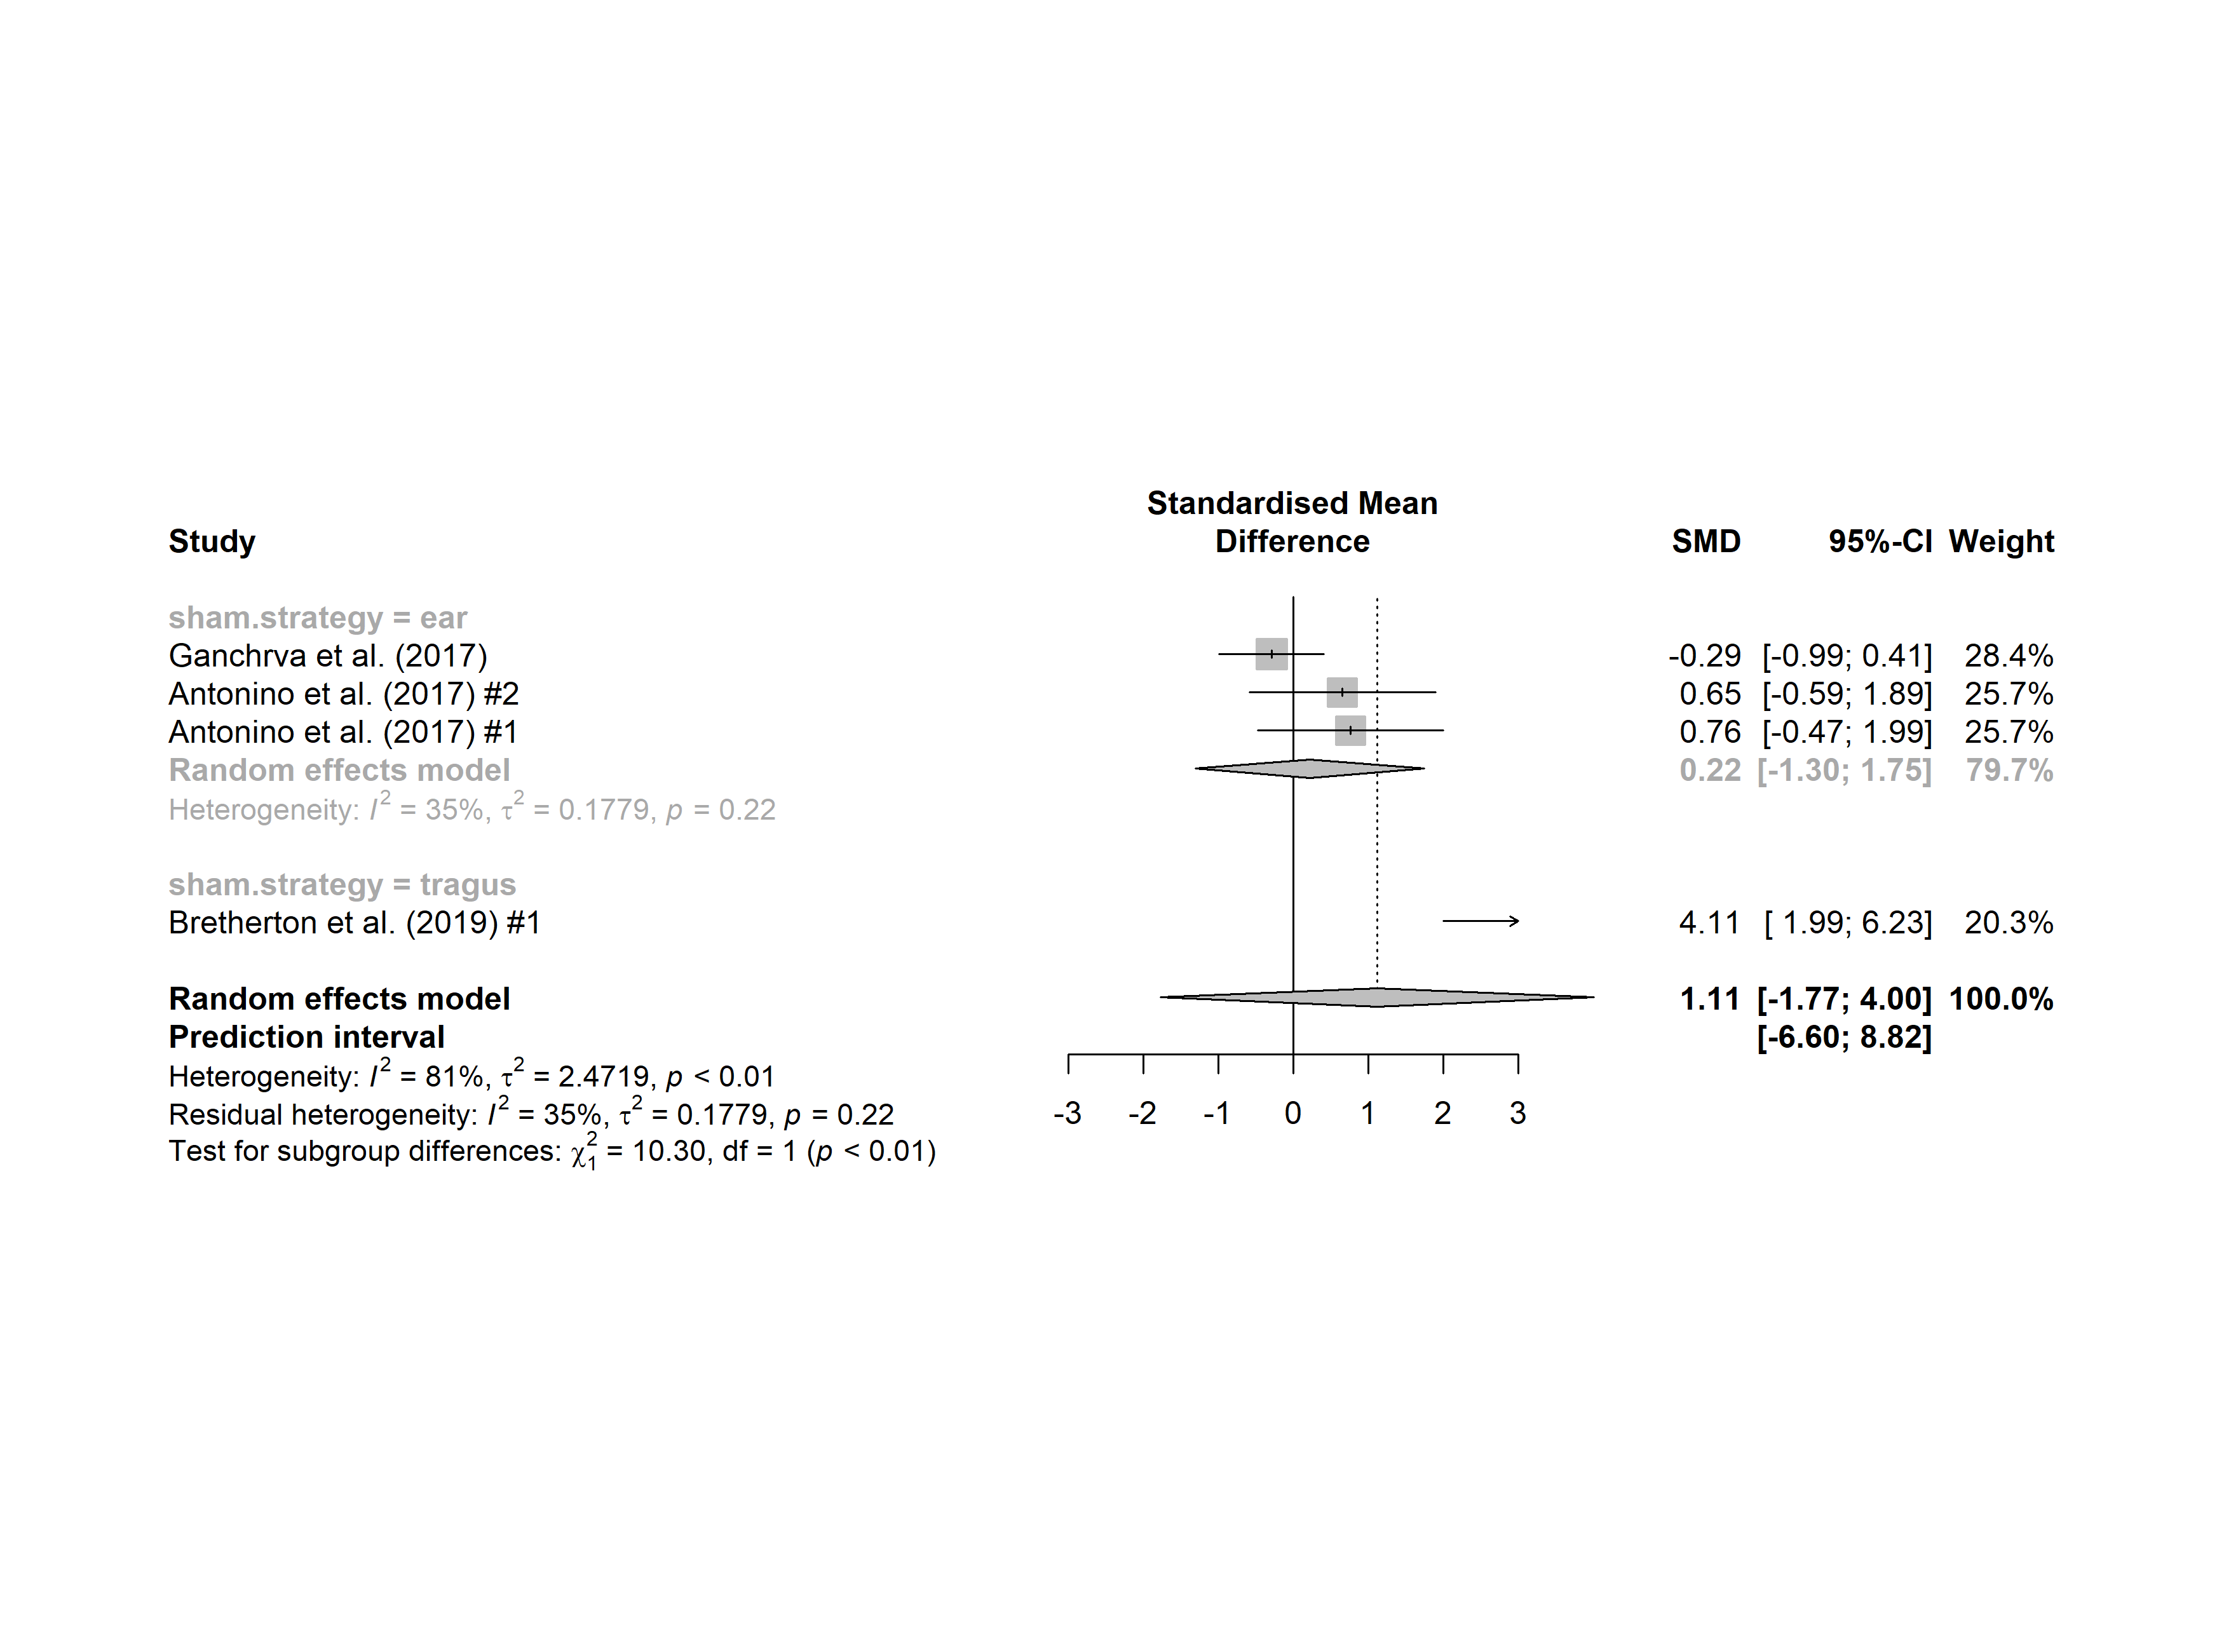 Standardised Mean
Study Difference SMD 95%-CI Weight
sham.strategy = ear
Ganchrva et al. (2017) -0.29 [-0.99; 0.41] 28.4%
Antonino et al. (2017) #2 0.65 [-0.59; 1.89] 25.7%
Antonino et al. (2017) #1 0.76 [-0.47; 1.99] 25.7%
Random effects model 0.22 [-1.30; 1.75] 79.7%
Heterogeneity: I² = 35%, τ² = 0.1779, p = 0.22
sham.strategy = tragus
Bretherton et al. (2019) #1 4.11 [ 1.99; 6.23] 20.3%
Random effects model 1.11 [-1.77; 4.00] 100.0%
Prediction interval [-6.60; 8.82]
Heterogeneity: I² = 81%, τ² = 2.4719, p < 0.01
Residual heterogeneity: I² = 35%, τ² = 0.1779, p = 0.22
-3 -2 -1 0 1 2 3
Test for subgroup differences: χ²₁ = 10.30, df = 1 (p < 0.01)